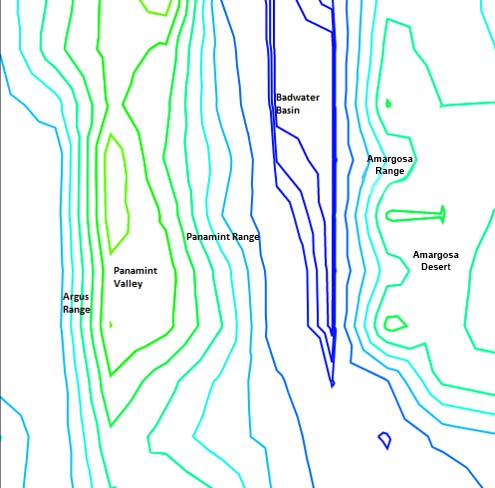 Badwater
Basin
Amargosa
Range
Panamint Range
Amargosa
Desert
Panamint
Valley
Argus
Range